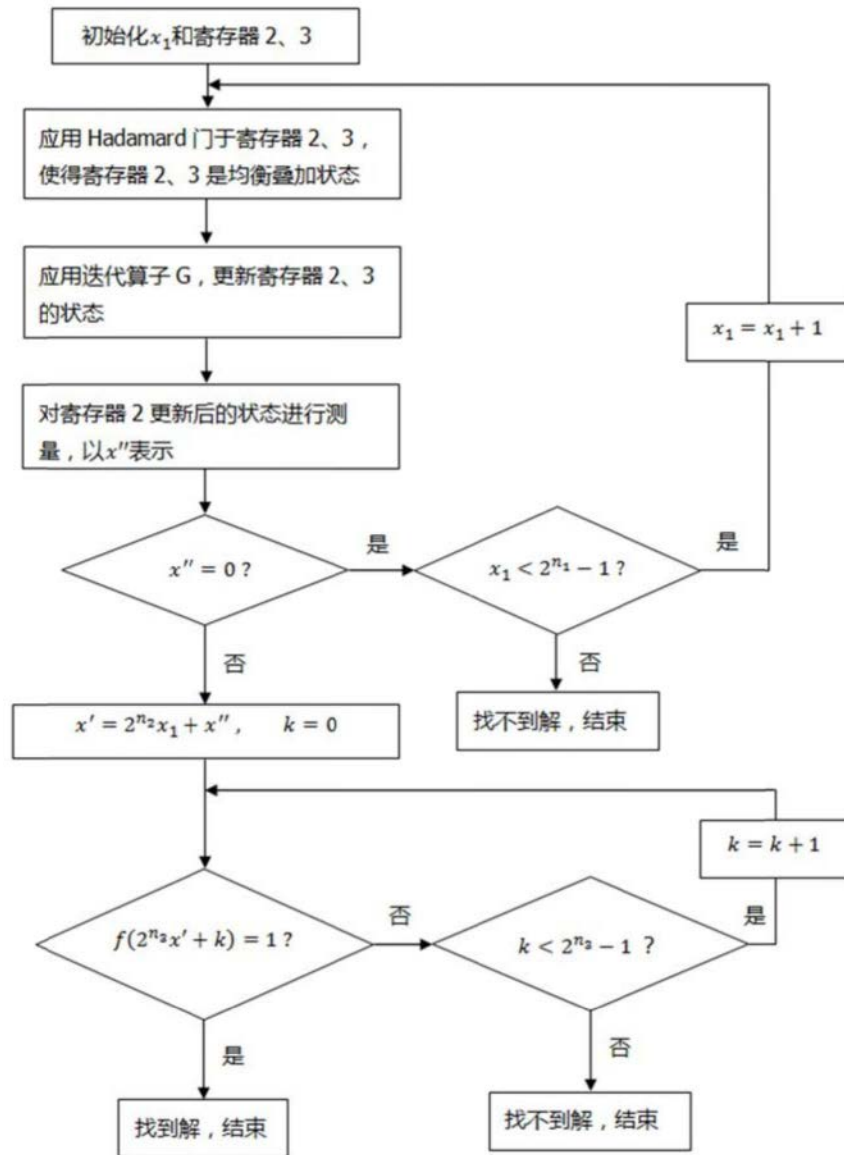 初始化x₁和寄存器 2、3
应用 Hadamard 门于寄存器 2、3，
使得寄存器 2、3 是均衡叠加状态
应用迭代算子 G，更新寄存器 2、3
的状态
x₁ = x₁ + 1
对寄存器 2 更新后的状态进行测
量，以x″表示
x″ = 0 ?
是
x₁ < 2^{n₁} − 1 ?
是
否
否
x′ = 2^{n₂}x₁ + x″， k = 0
找不到解，结束
k = k + 1
f(2^{n₃}x′ + k) = 1 ?
否
k < 2^{n₃} − 1 ？
是
是
否
找到解，结束
找不到解，结束